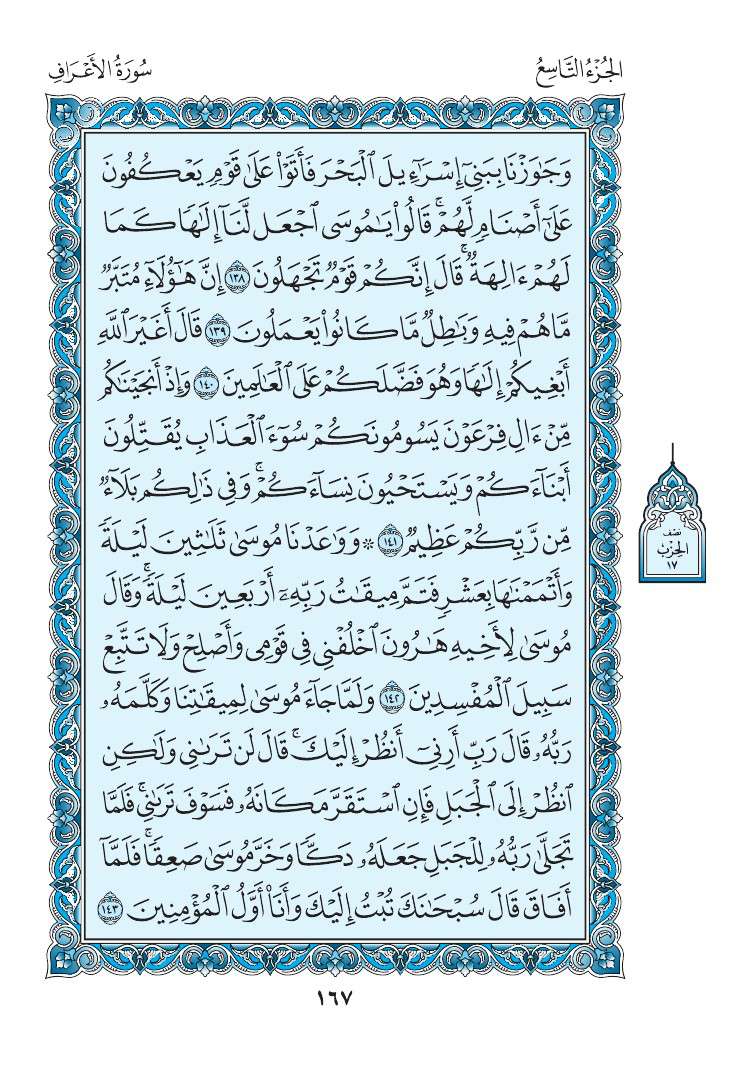 الجُزْءُ التَّاسِعُ
سُورَةُ الأَعْرَافِ
وَجَٰوَزْنَا بِبَنِيٓ إِسْرَٰٓءِيلَ ٱلْبَحْرَ فَأَتَوْا۟ عَلَىٰ قَوْمٍ يَعْكُفُونَ
عَلَىٰٓ أَصْنَامٍ لَّهُمْ ۚ قَالُوا۟ يَٰمُوسَى ٱجْعَل لَّنَآ إِلَٰهًا كَمَا
لَهُمْ ءَالِهَةٌ ۚ قَالَ إِنَّكُمْ قَوْمٌ تَجْهَلُونَ ١٣٨ إِنَّ هَٰٓؤُلَآءِ مُتَبَّرٌ
مَّا هُمْ فِيهِ وَبَٰطِلٌ مَّا كَانُوا۟ يَعْمَلُونَ ١٣٩ قَالَ أَغَيْرَ ٱللَّهِ
أَبْغِيكُمْ إِلَٰهًا وَهُوَ فَضَّلَكُمْ عَلَى ٱلْعَٰلَمِينَ ١٤٠ وَإِذْ أَنجَيْنَٰكُم
مِّنْ ءَالِ فِرْعَوْنَ يَسُومُونَكُمْ سُوٓءَ ٱلْعَذَابِ يُقَتِّلُونَ
أَبْنَآءَكُمْ وَيَسْتَحْيُونَ نِسَآءَكُمْ ۚ وَفِي ذَٰلِكُم بَلَآءٌ
مِّن رَّبِّكُمْ عَظِيمٌ ١٤١ ۞ وَوَٰعَدْنَا مُوسَىٰ ثَلَٰثِينَ لَيْلَةً
وَأَتْمَمْنَٰهَا بِعَشْرٍ فَتَمَّ مِيقَٰتُ رَبِّهِۦٓ أَرْبَعِينَ لَيْلَةً ۚ وَقَالَ
مُوسَىٰ لِأَخِيهِ هَٰرُونَ ٱخْلُفْنِي فِي قَوْمِي وَأَصْلِحْ وَلَا تَتَّبِعْ
سَبِيلَ ٱلْمُفْسِدِينَ ١٤٢ وَلَمَّا جَآءَ مُوسَىٰ لِمِيقَٰتِنَا وَكَلَّمَهُۥ
رَبُّهُۥ قَالَ رَبِّ أَرِنِيٓ أَنظُرْ إِلَيْكَ ۚ قَالَ لَن تَرَىٰنِي وَلَٰكِنِ
ٱنظُرْ إِلَى ٱلْجَبَلِ فَإِنِ ٱسْتَقَرَّ مَكَانَهُۥ فَسَوْفَ تَرَىٰنِي ۚ فَلَمَّا
تَجَلَّىٰ رَبُّهُۥ لِلْجَبَلِ جَعَلَهُۥ دَكًّا وَخَرَّ مُوسَىٰ صَعِقًا ۚ فَلَمَّآ
أَفَاقَ قَالَ سُبْحَٰنَكَ تُبْتُ إِلَيْكَ وَأَنَا۠ أَوَّلُ ٱلْمُؤْمِنِينَ ١٤٣
نصف
الحزب
١٧
١٦٧